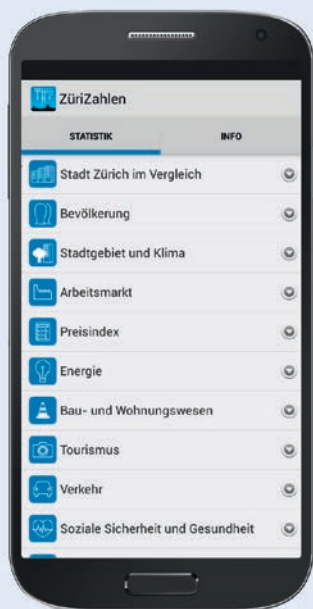 ZüriZahlen
STATISTIK INFO
Stadt Zürich im Vergleich
Bevölkerung
Stadtgebiet und Klima
Arbeitsmarkt
Preisindex
Energie
Bau- und Wohnungswesen
Tourismus
Verkehr
Soziale Sicherheit und Gesundheit